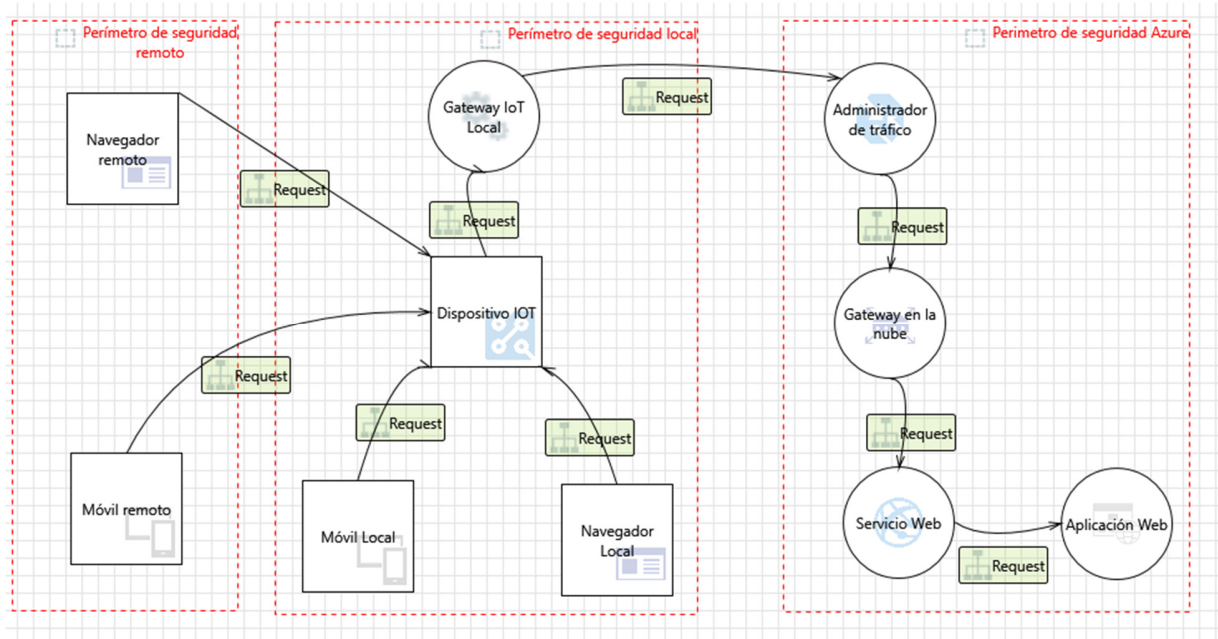 Perímetro de seguridad
remoto
Perímetro de seguridad local
Perimetro de seguridad Azure
Gateway IoT
Local
Request
Administrador
de tráfico
Navegador
remoto
Request
Request
Request
Dispositivo IOT
Gateway en la
nube
Request
Request
Request
Request
Móvil remoto
Móvil Local
Navegador
Local
Servicio Web
Aplicación Web
Request